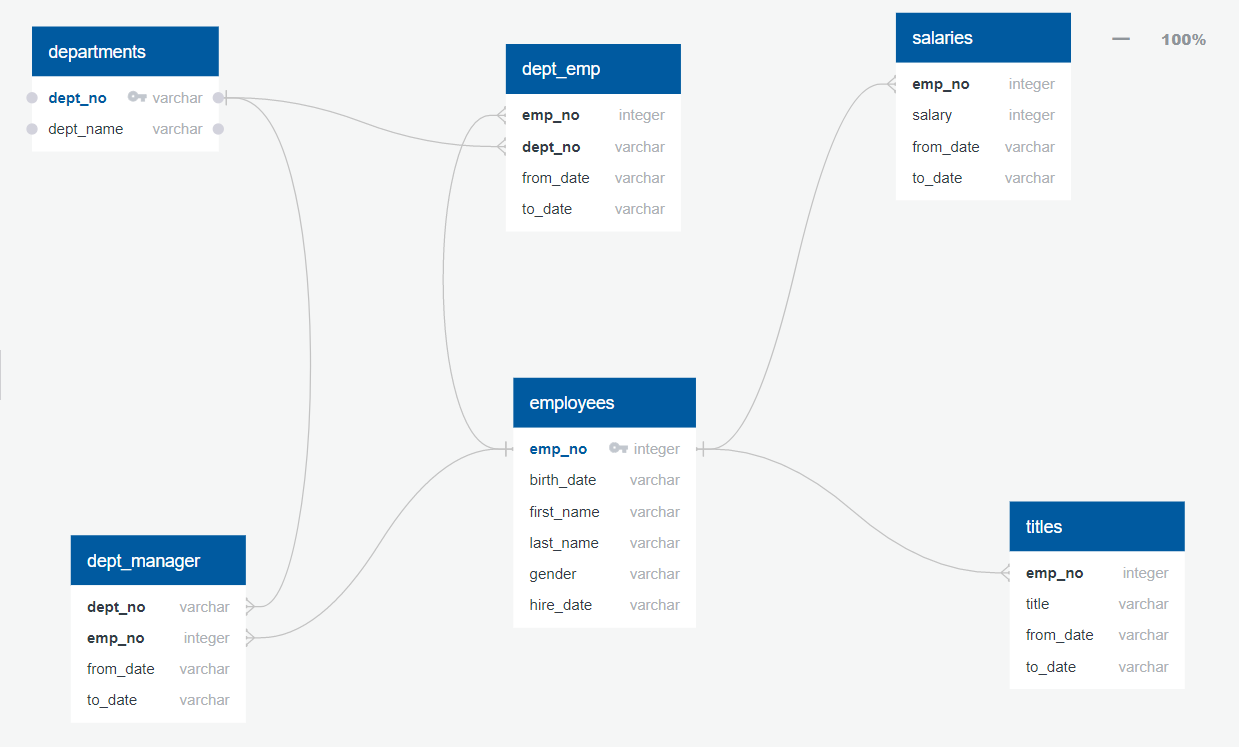 departments
dept_no varchar
dept_name varchar
dept_emp
emp_no integer
dept_no varchar
from_date varchar
to_date varchar
salaries
emp_no integer
salary integer
from_date varchar
to_date varchar
100%
employees
emp_no integer
birth_date varchar
first_name varchar
last_name varchar
gender varchar
hire_date varchar
dept_manager
dept_no varchar
emp_no integer
from_date varchar
to_date varchar
titles
emp_no integer
title varchar
from_date varchar
to_date varchar